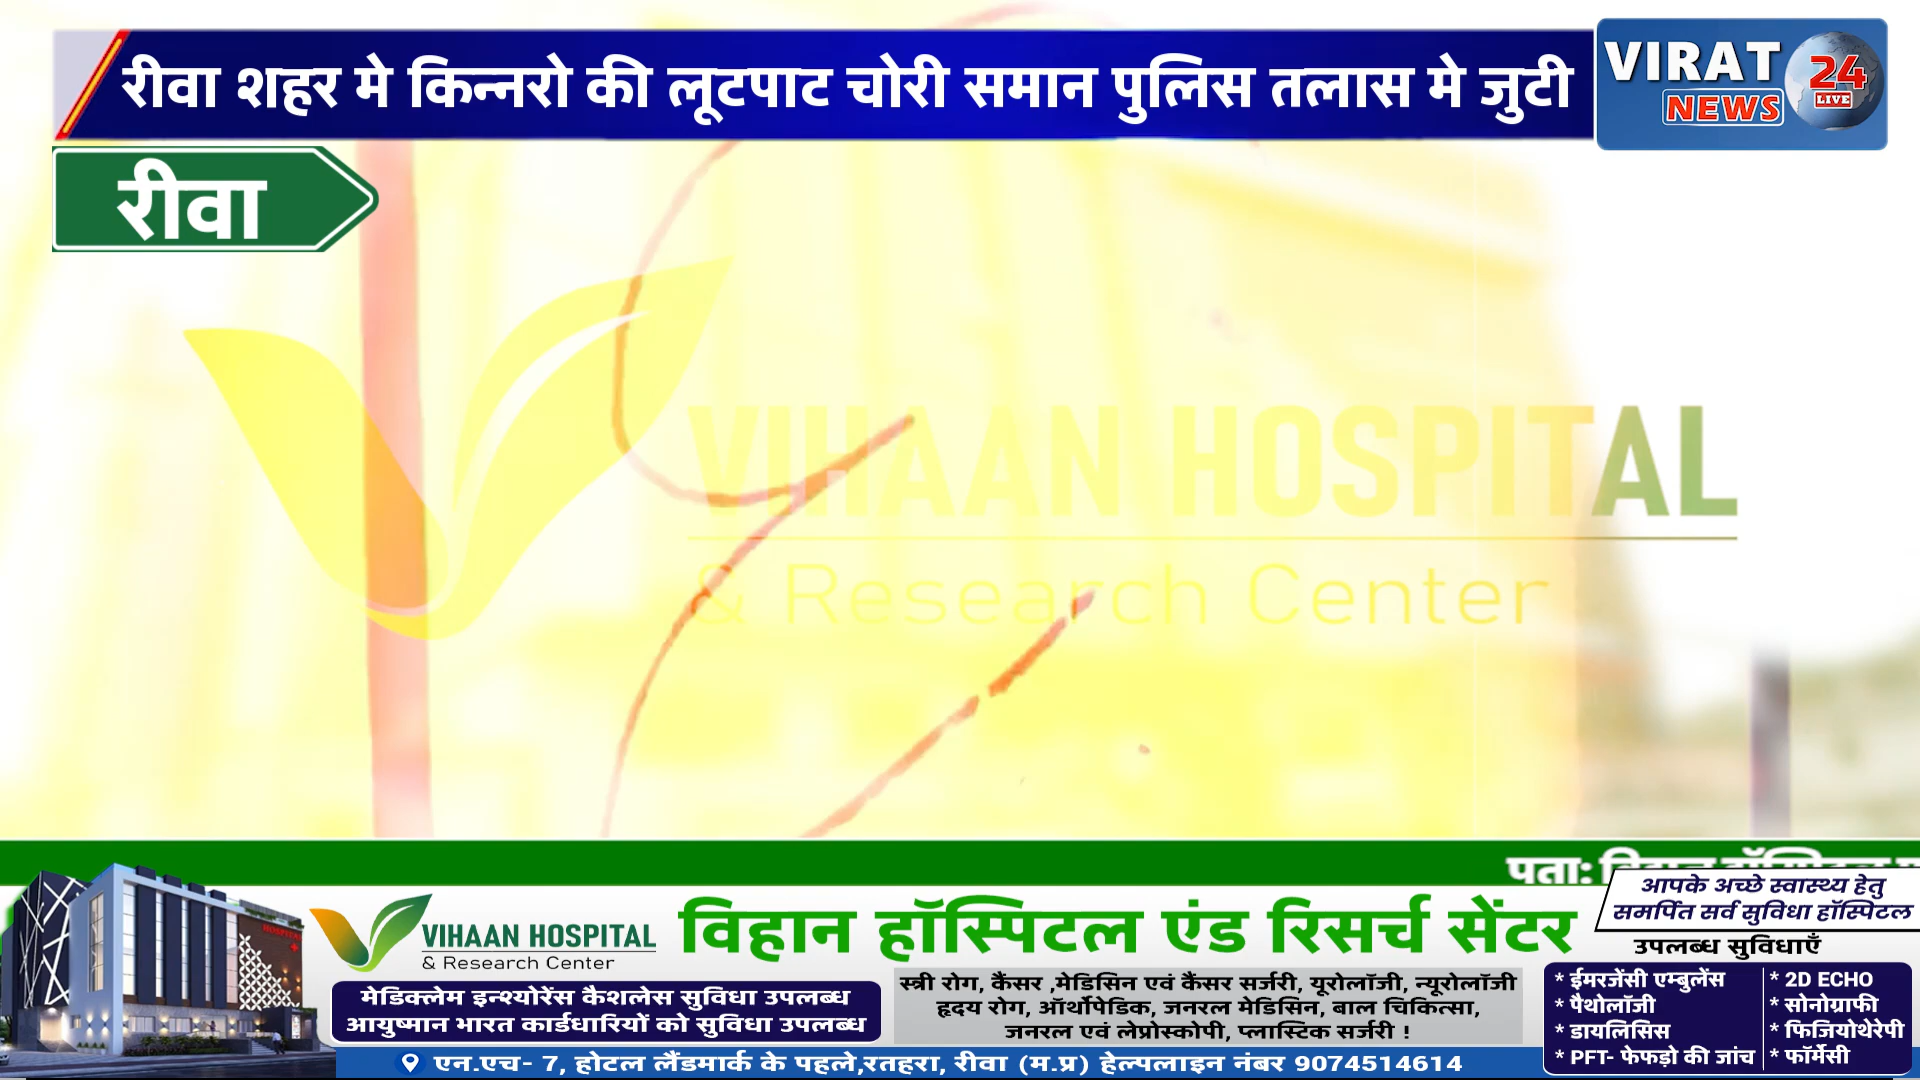 रीवा शहर मे किन्नरो की लूटपाट चोरी समान पुलिस तलास मे जुटी
VIRAT
NEWS
24
LIVE
रीवा
VIHAAN HOSPITAL
& Research Center
पता:
आपके अच्छे स्वास्थ्य हेतु
समर्पित सर्व सुविधा हॉस्पिटल
HOSPITAL
VIHAAN HOSPITAL
& Research Center
विहान हॉस्पिटल एंड रिसर्च सेंटर
उपलब्ध सुविधाएँ
मेडिक्लेम इन्श्योरेंस कैशलेस सुविधा उपलब्ध
आयुष्मान भारत कार्डधारियों को सुविधा उपलब्ध
स्त्री रोग, कैंसर ,मेडिसिन एवं कैंसर सर्जरी, यूरोलॉजी, न्यूरोलॉजी
हृदय रोग, ऑर्थोपेडिक, जनरल मेडिसिन, बाल चिकित्सा,
जनरल एवं लेप्रोस्कोपी, प्लास्टिक सर्जरी !
* ईमरजेंसी एम्बुलेंस
* पैथोलॉजी
* डायलिसिस
* PFT- फेफड़ो की जांच
* 2D ECHO
* सोनोग्राफी
* फिजियोथेरेपी
* फॉर्मेसी
एन.एच- 7, होटल लैंडमार्क के पहले,रतहरा, रीवा (म.प्र) हेल्पलाइन नंबर 9074514614